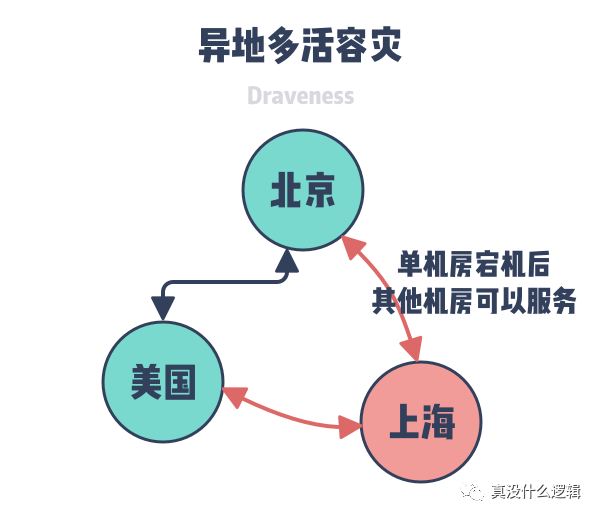 异地多活容灾
Draveness
北京
单机房宕机后
其他机房可以服务
美国
上海
真没什么逻辑